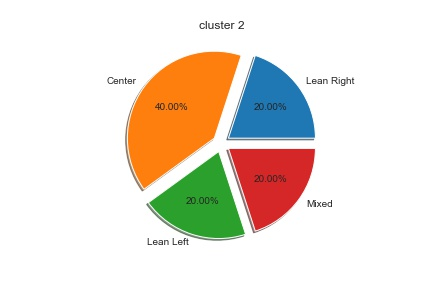 cluster 2
Center
Lean Right
40.00%
20.00%
20.00%
20.00%
Mixed
Lean Left